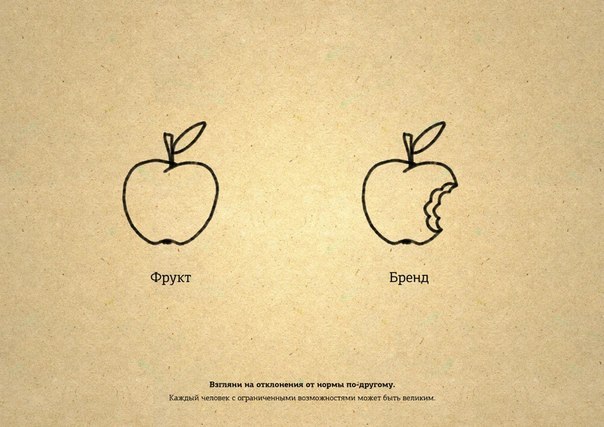 Фрукт
Бренд
Взгляни на отклонения от нормы по-другому.
Каждый человек с ограниченными возможностями может быть великим.